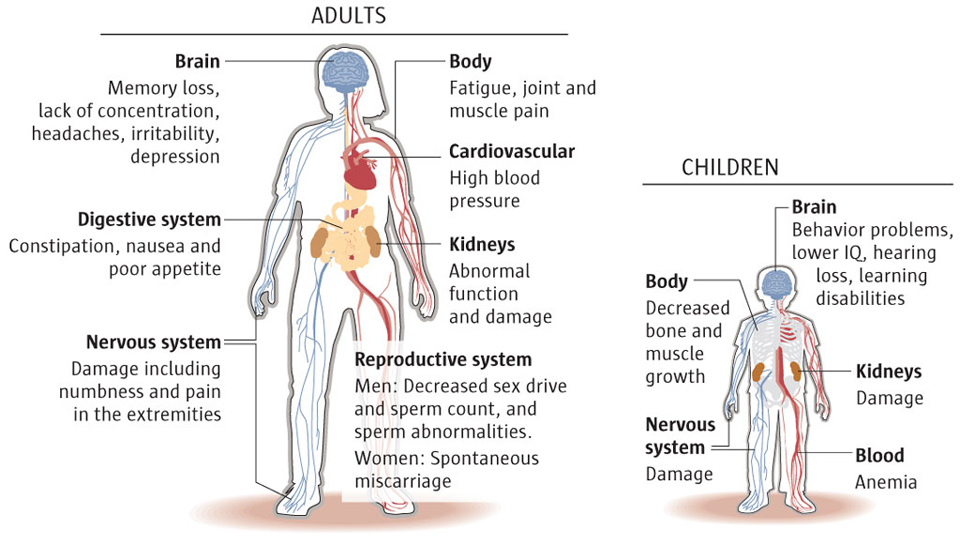 ADULTS
Brain
Memory loss,
lack of concentration,
headaches, irritability,
depression
Body
Fatigue, joint and
muscle pain
Cardiovascular
High blood
pressure
Digestive system
Constipation, nausea and
poor appetite
Kidneys
Abnormal
function
and damage
Nervous system
Damage including
numbness and pain
in the extremities
Reproductive system
Men: Decreased sex drive
and sperm count, and
sperm abnormalities.
Women: Spontaneous
miscarriage
CHILDREN
Brain
Behavior problems,
lower IQ, hearing
loss, learning
disabilities
Body
Decreased
bone and
muscle
growth
Kidneys
Damage
Nervous
system
Damage
Blood
Anemia